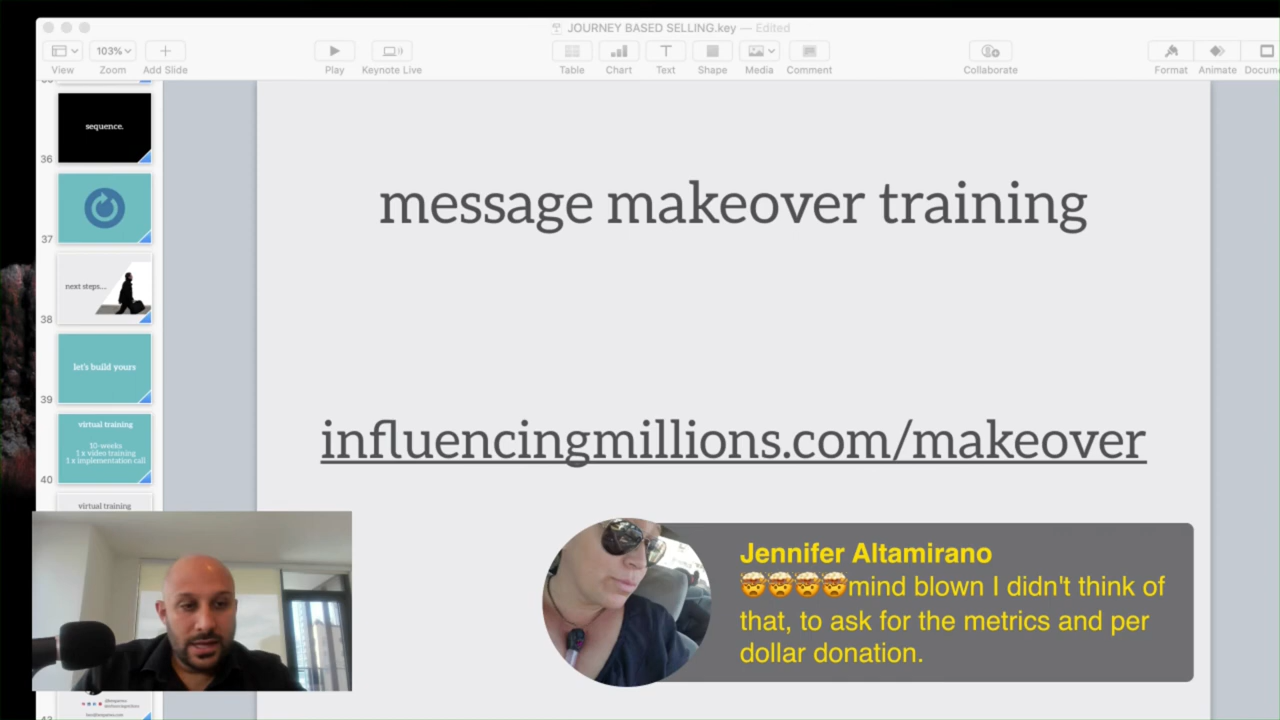 JOURNEY BASED SELLING.key — Edited
103%
View
Zoom
Add Slide
Play
Keynote Live
Table
Chart
Text
Shape
Media
Comment
Collaborate
Format
Animate
Docum
36
sequence.
37
38
next steps...
39
let's build yours
40
virtual training
10 weeks
1 x video training
1 x implementation call
virtual training
message makeover training
influencingmillions.com/makeover
Jennifer Altamirano
🤯🤯🤯🤯mind blown I didn't think of
that, to ask for the metrics and per
dollar donation.